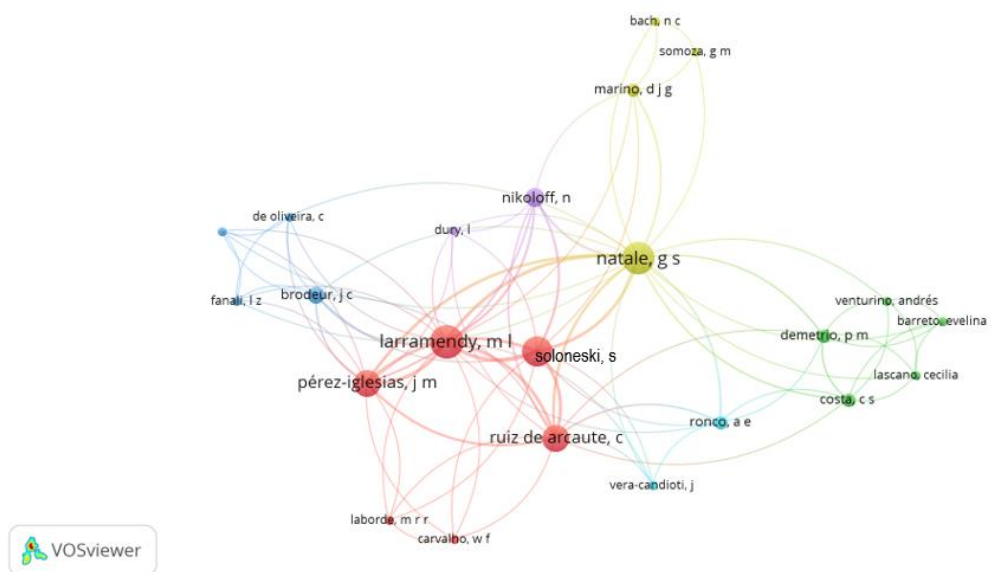 bach, n c
somoza, g m
marino, d j g
nikoloff, n
de oliveira, c
dury, l
natale, g s
fanali, l z
brodeur, j c
venturino, andrés
barreto, evelina
demetrio, p m
larramendy, m l
soloneski, s
lascano, cecilia
pérez-iglesias, j m
costa, c s
ronco, a e
ruiz de arcaute, c
vera-candioti, j
laborde, m r r
carvalho, w f
VOSviewer